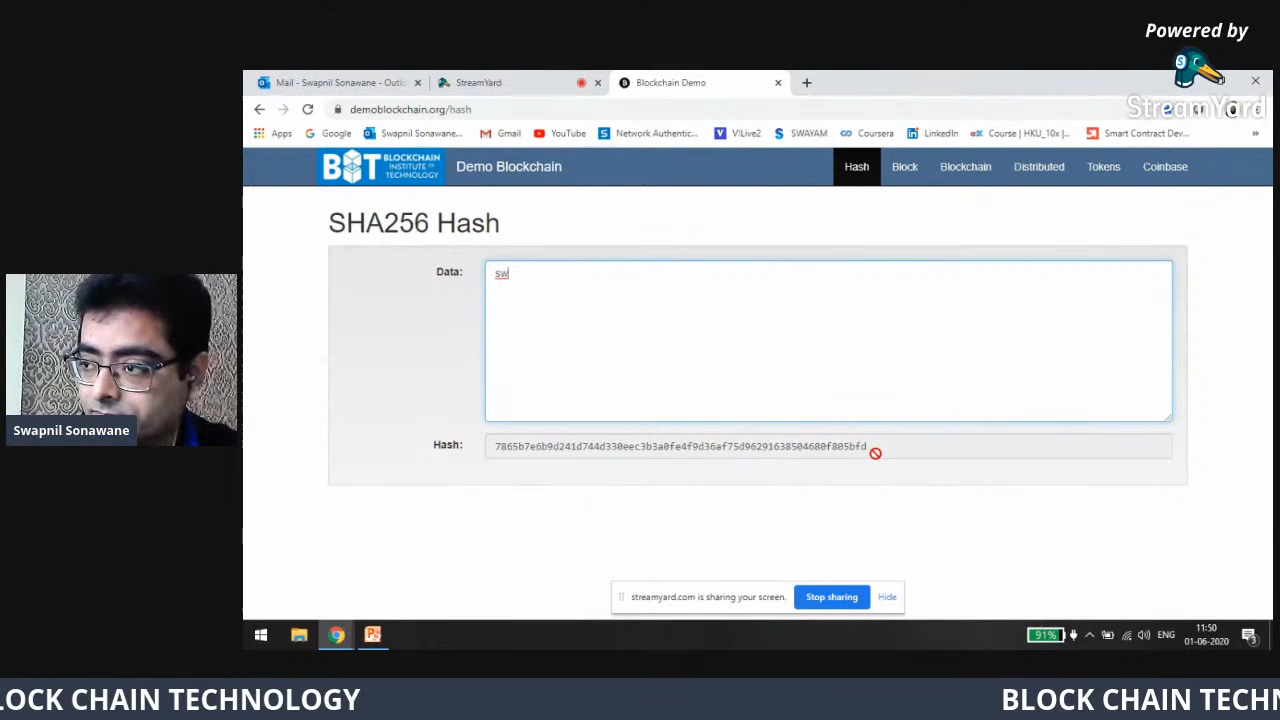 Powered by
StreamYard
Mail - Swapnil Sonawane - Outlo
StreamYard
Blockchain Demo
demoblockchain.org/hash
Apps
Google
Swapnil Sonawane...
Gmail
YouTube
Network Authentic...
V!Live2
SWAYAM
Coursera
LinkedIn
Course | HKU_10x |...
Smart Contract Dev...
BOT BLOCKCHAIN INSTITUTE OF TECHNOLOGY
Demo Blockchain
Hash
Block
Blockchain
Distributed
Tokens
Coinbase
SHA256 Hash
Data:
sw
Hash:
7865b7e6b9d241d744d330eec3b3a0fe4f9d36af75d96291638504680f805bfd
Swapnil Sonawane
streamyard.com is sharing your screen.
Stop sharing
Hide
91%
ENG
11:50
01-06-2020
LOCK CHAIN TECHNOLOGY
BLOCK CHAIN TECHN